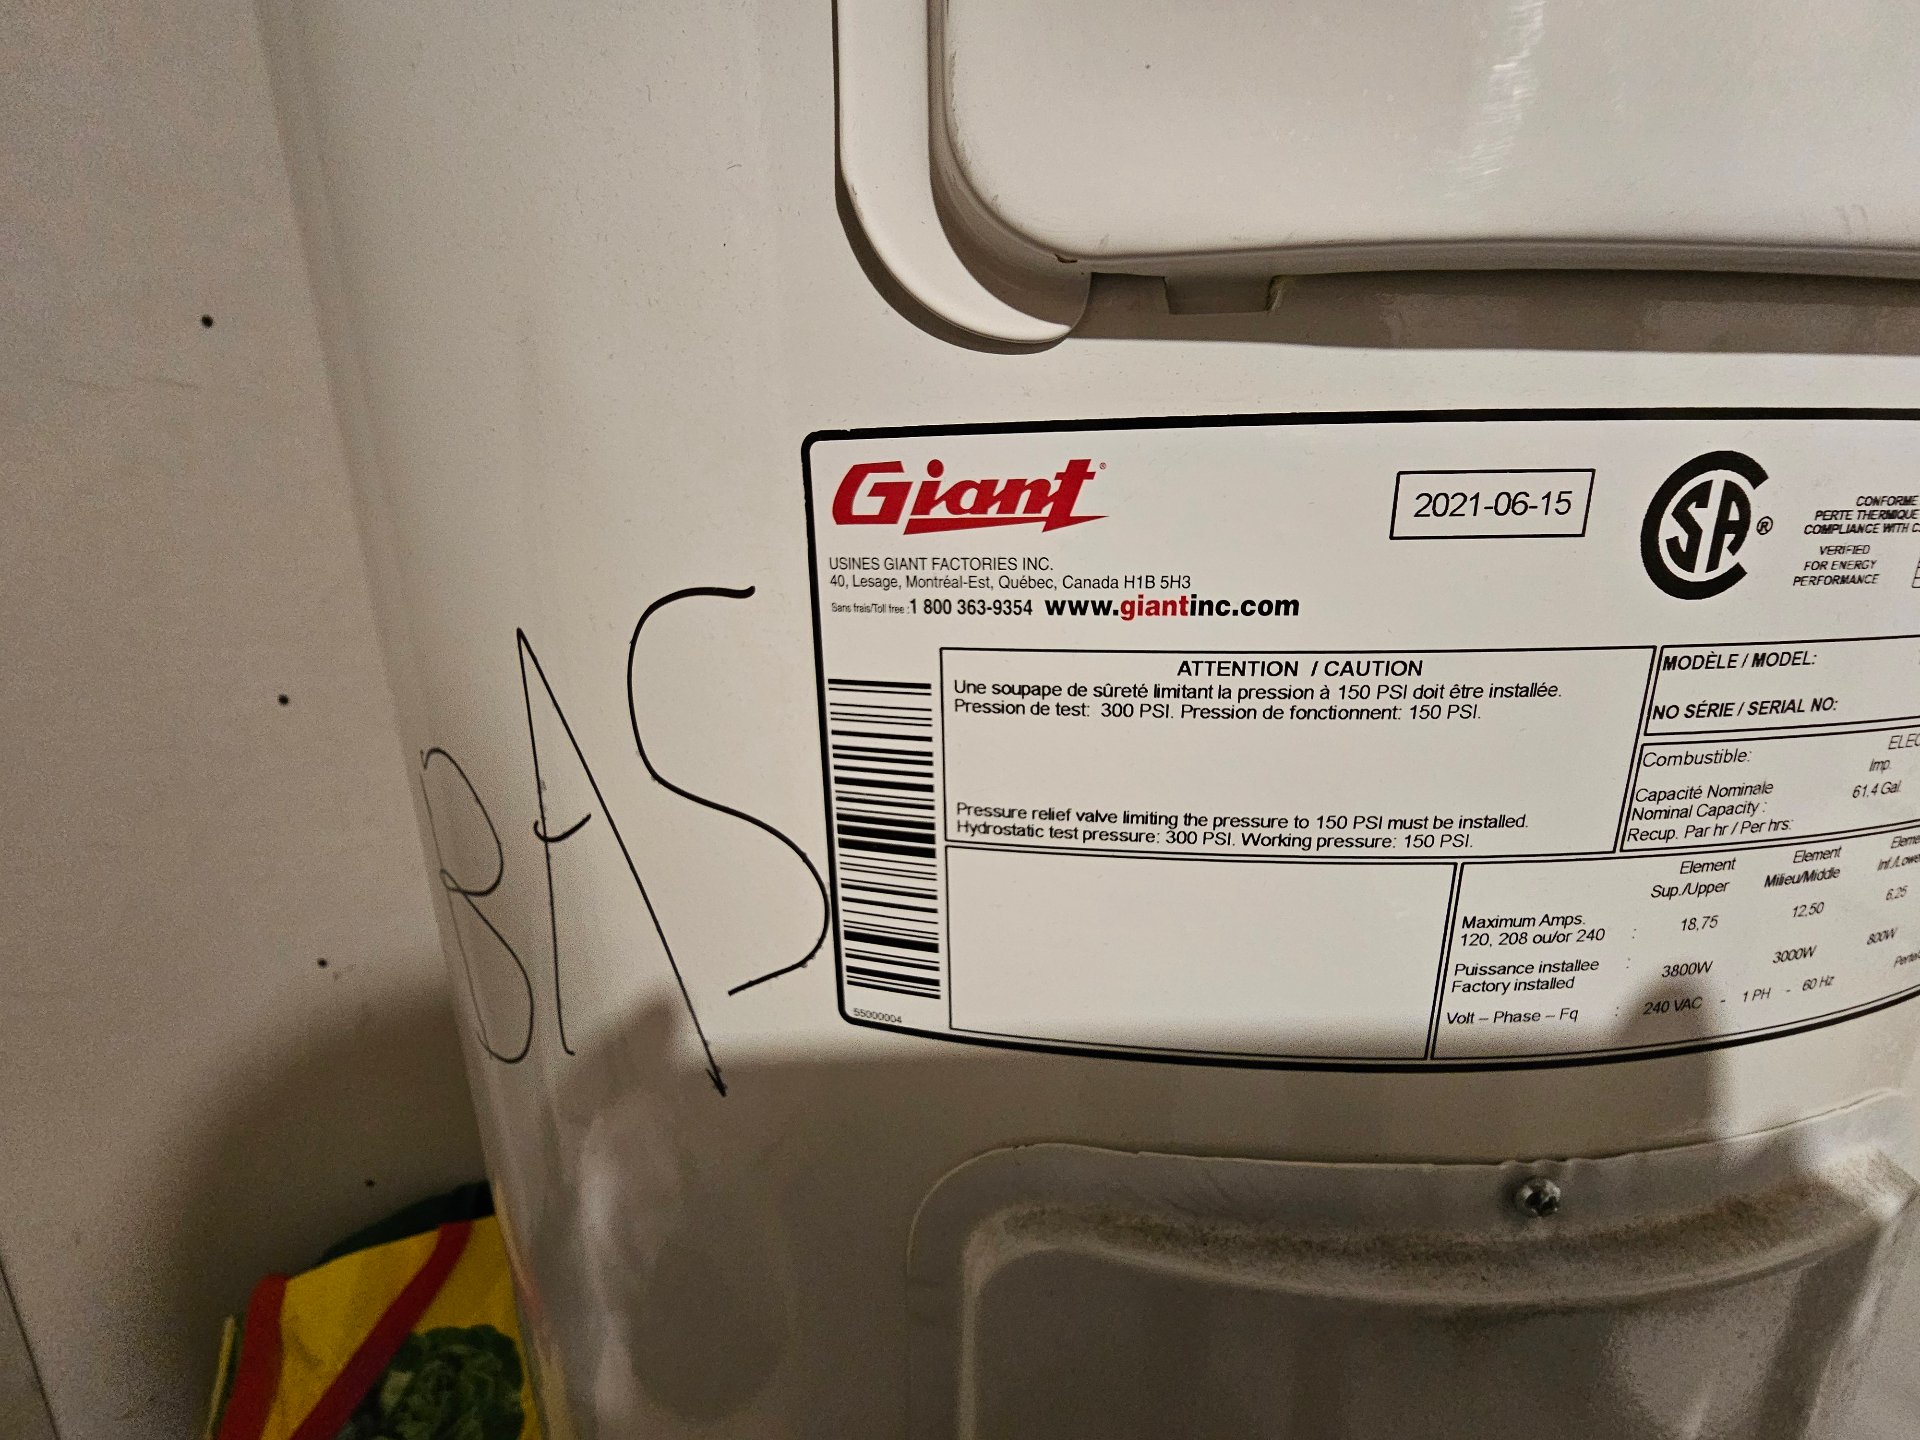 Giant®
2021-06-15
CSA®
CONFORME
PERTE THERMIQUE
COMPLIANCE WITH
VERIFIED
FOR ENERGY
PERFORMANCE
USINES GIANT FACTORIES INC.
40, Lesage, Montréal-Est, Québec, Canada H1B 5H3
Sans frais/Toll free : 1 800 363-9354 www.giantinc.com
ATTENTION / CAUTION
Une soupape de sûreté limitant la pression à 150 PSI doit être installée.
Pression de test: 300 PSI. Pression de fonctionnent: 150 PSI.
Pressure relief valve limiting the pressure to 150 PSI must be installed.
Hydrostatic test pressure: 300 PSI. Working pressure: 150 PSI.
MODÈLE / MODEL:
NO SÉRIE / SERIAL NO:
Combustible:
Imp.
Capacité Nominale
Nominal Capacity : 61,4 Gal.
Recup. Par hr / Per hrs:
Element Sup./Upper
Element Milieu/Middle
Inf./Lower
Maximum Amps.
120, 208 ou/or 240 : 18,75 12,50 6,25
Puissance installee
Factory installed : 3800W 3000W 800W
Volt – Phase – Fq : 240 VAC - 1 PH - 60 Hz
55000004
BAS